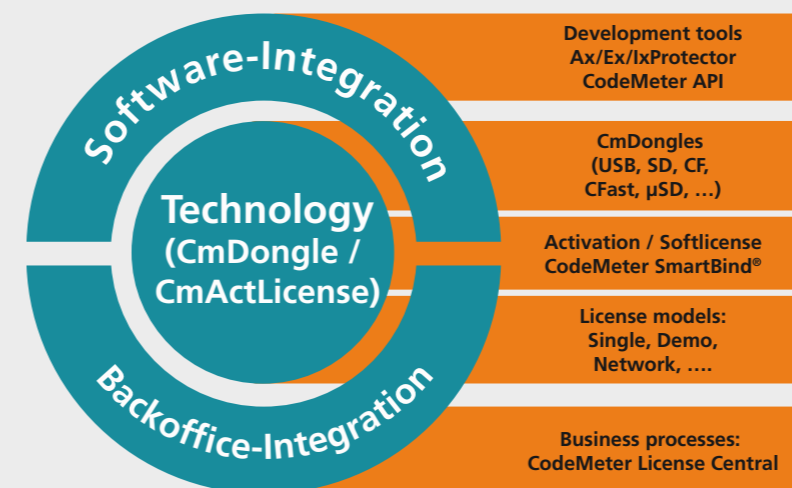 Software-Integration
Technology
(CmDongle /
CmActLicense)
Backoffice-Integration
Development tools
Ax/Ex/IxProtector
CodeMeter API
CmDongles
(USB, SD, CF,
CFast, µSD, …)
Activation / Softlicense
CodeMeter SmartBind®
License models:
Single, Demo,
Network, ….
Business processes:
CodeMeter License Central